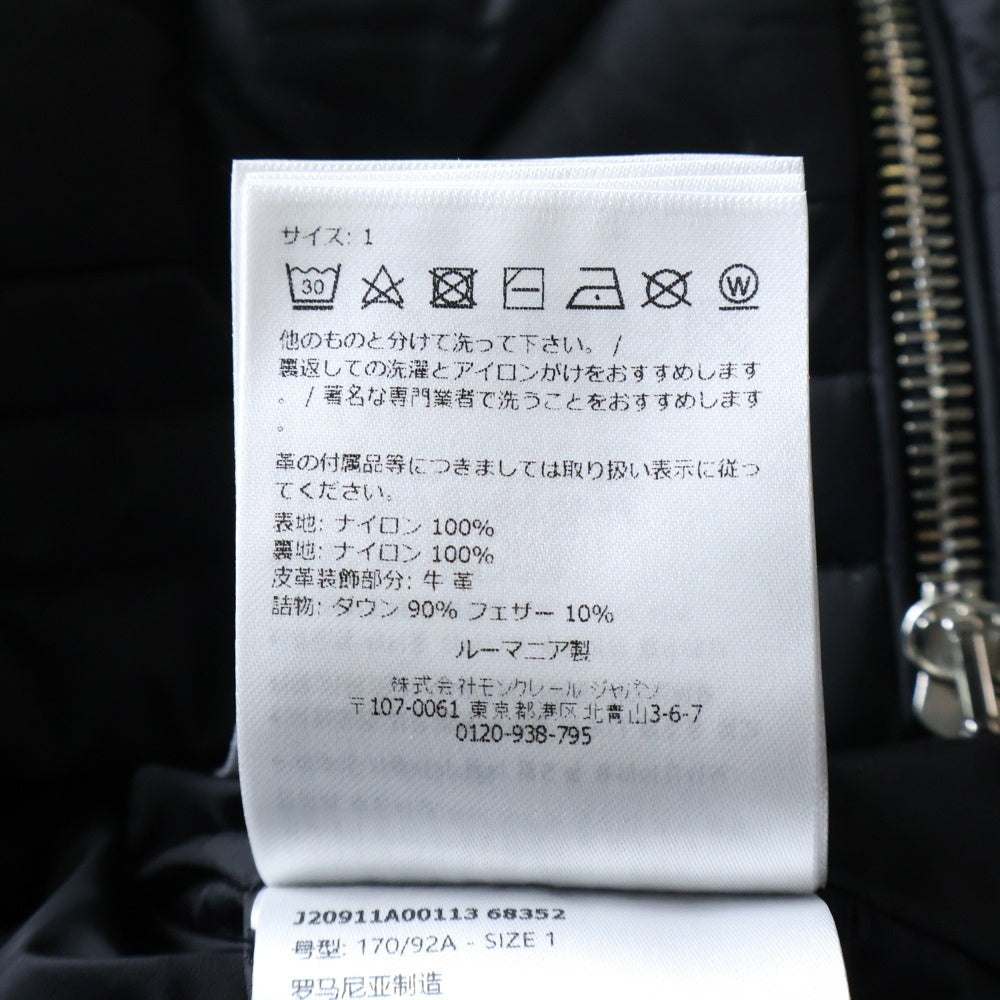 サイズ: 1
30
W
他のものと分けて洗って下さい。 /
裏返しての洗濯とアイロンがけをおすすめします
。 / 著名な専門業者で洗うことをおすすめします
。
革の付属品等につきましては取り扱い表示に従っ
てください。
表地: ナイロン 100%
裏地: ナイロン 100%
皮革装飾部分: 牛 革
詰物: ダウン 90% フェザー 10%
ルーマニア製
株式会社モンクレール ジャパン
〒107-0061 東京都港区北青山3-6-7
0120-938-795
J20911A00113 68352
号型: 170/92A - SIZE 1
罗马尼亚制造